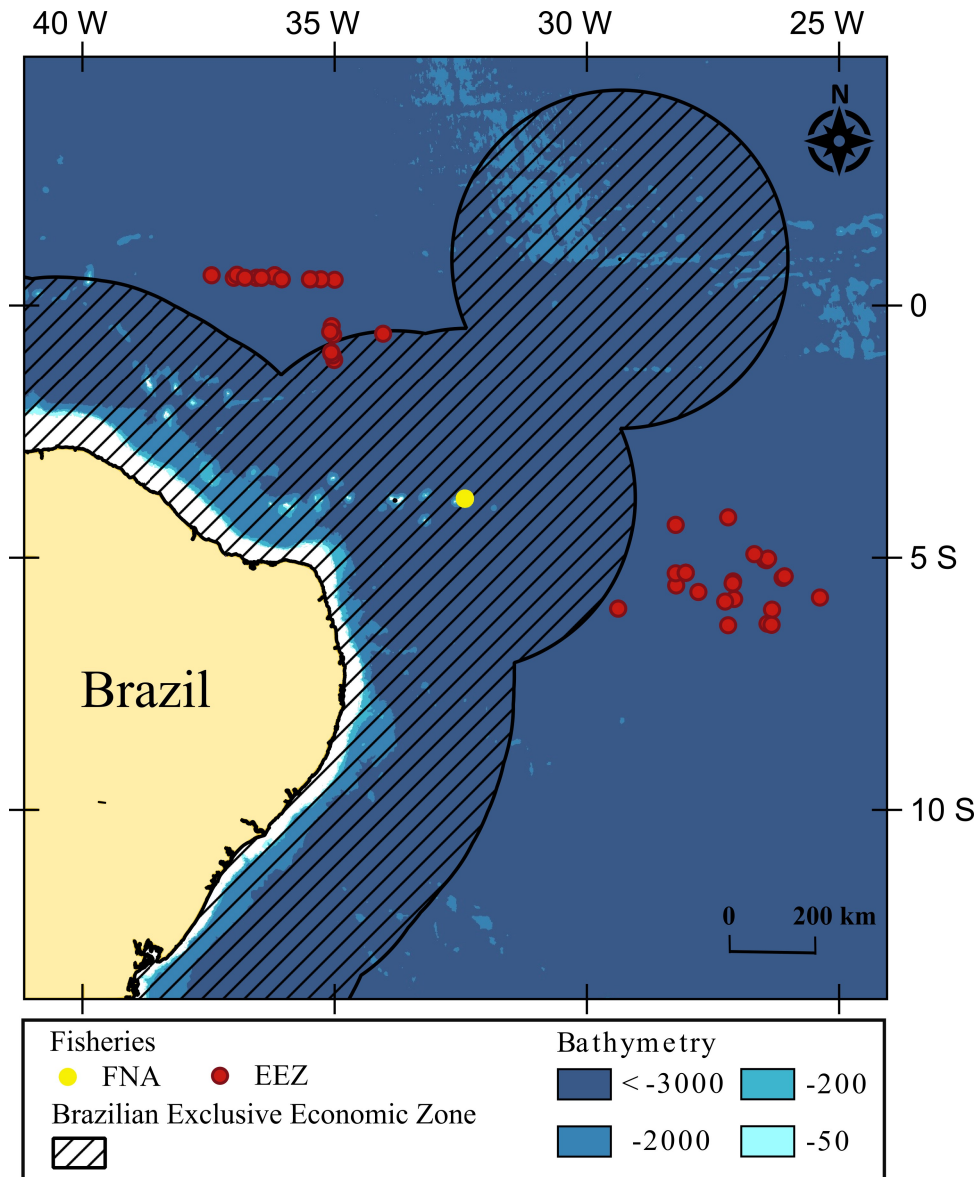 40 W 35 W 30 W 25 W
N
0
5 S
Brazil
10 S
0 200 km
Fisheries
FNA EEZ
Brazilian Exclusive Economic Zone
Bathymetry
< -3000 -200
-2000 -50